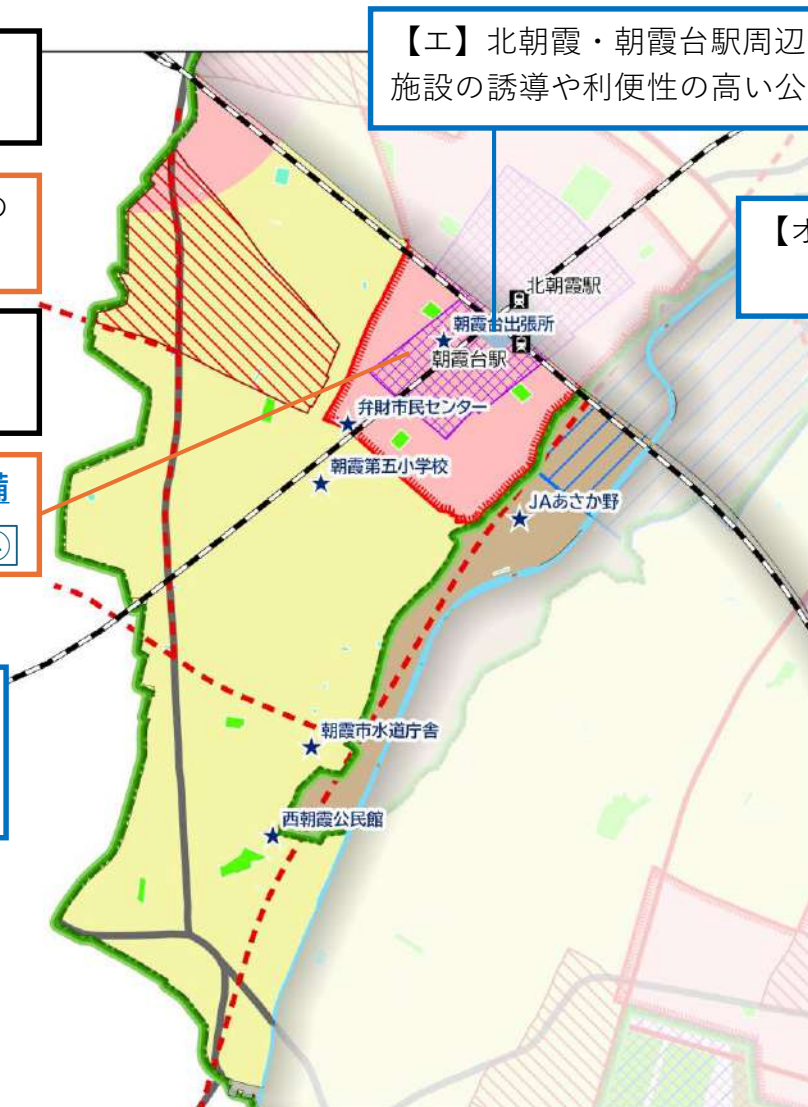 【エ】北朝霞・朝霞台駅周辺
施設の誘導や利便性の高い公
の
【オ
北朝霞駅
朝霞台出張所
朝霞台駅
弁財市民センター
朝霞第五小学校
備
JAあさか野
朝霞市水道庁舎
西朝霞公民館